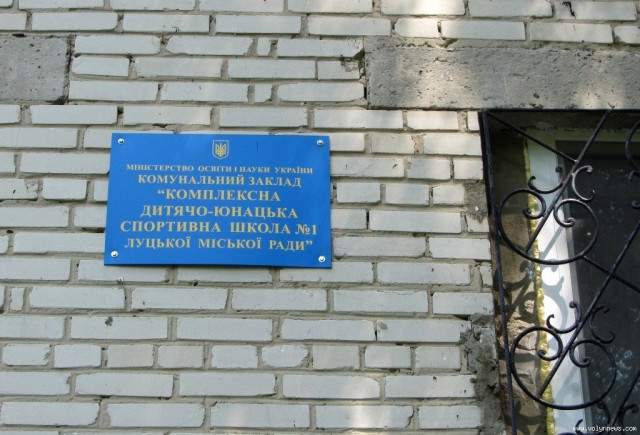 МІНІСТЕРСТВО ОСВІТИ І НАУКИ УКРАЇНИ
КОМУНАЛЬНИЙ ЗАКЛАД
“КОМПЛЕКСНА
ДИТЯЧО-ЮНАЦЬКА
СПОРТИВНА ШКОЛА №1
ЛУЦЬКОЇ МІСЬКОЇ РАДИ”
www.volynnews.com